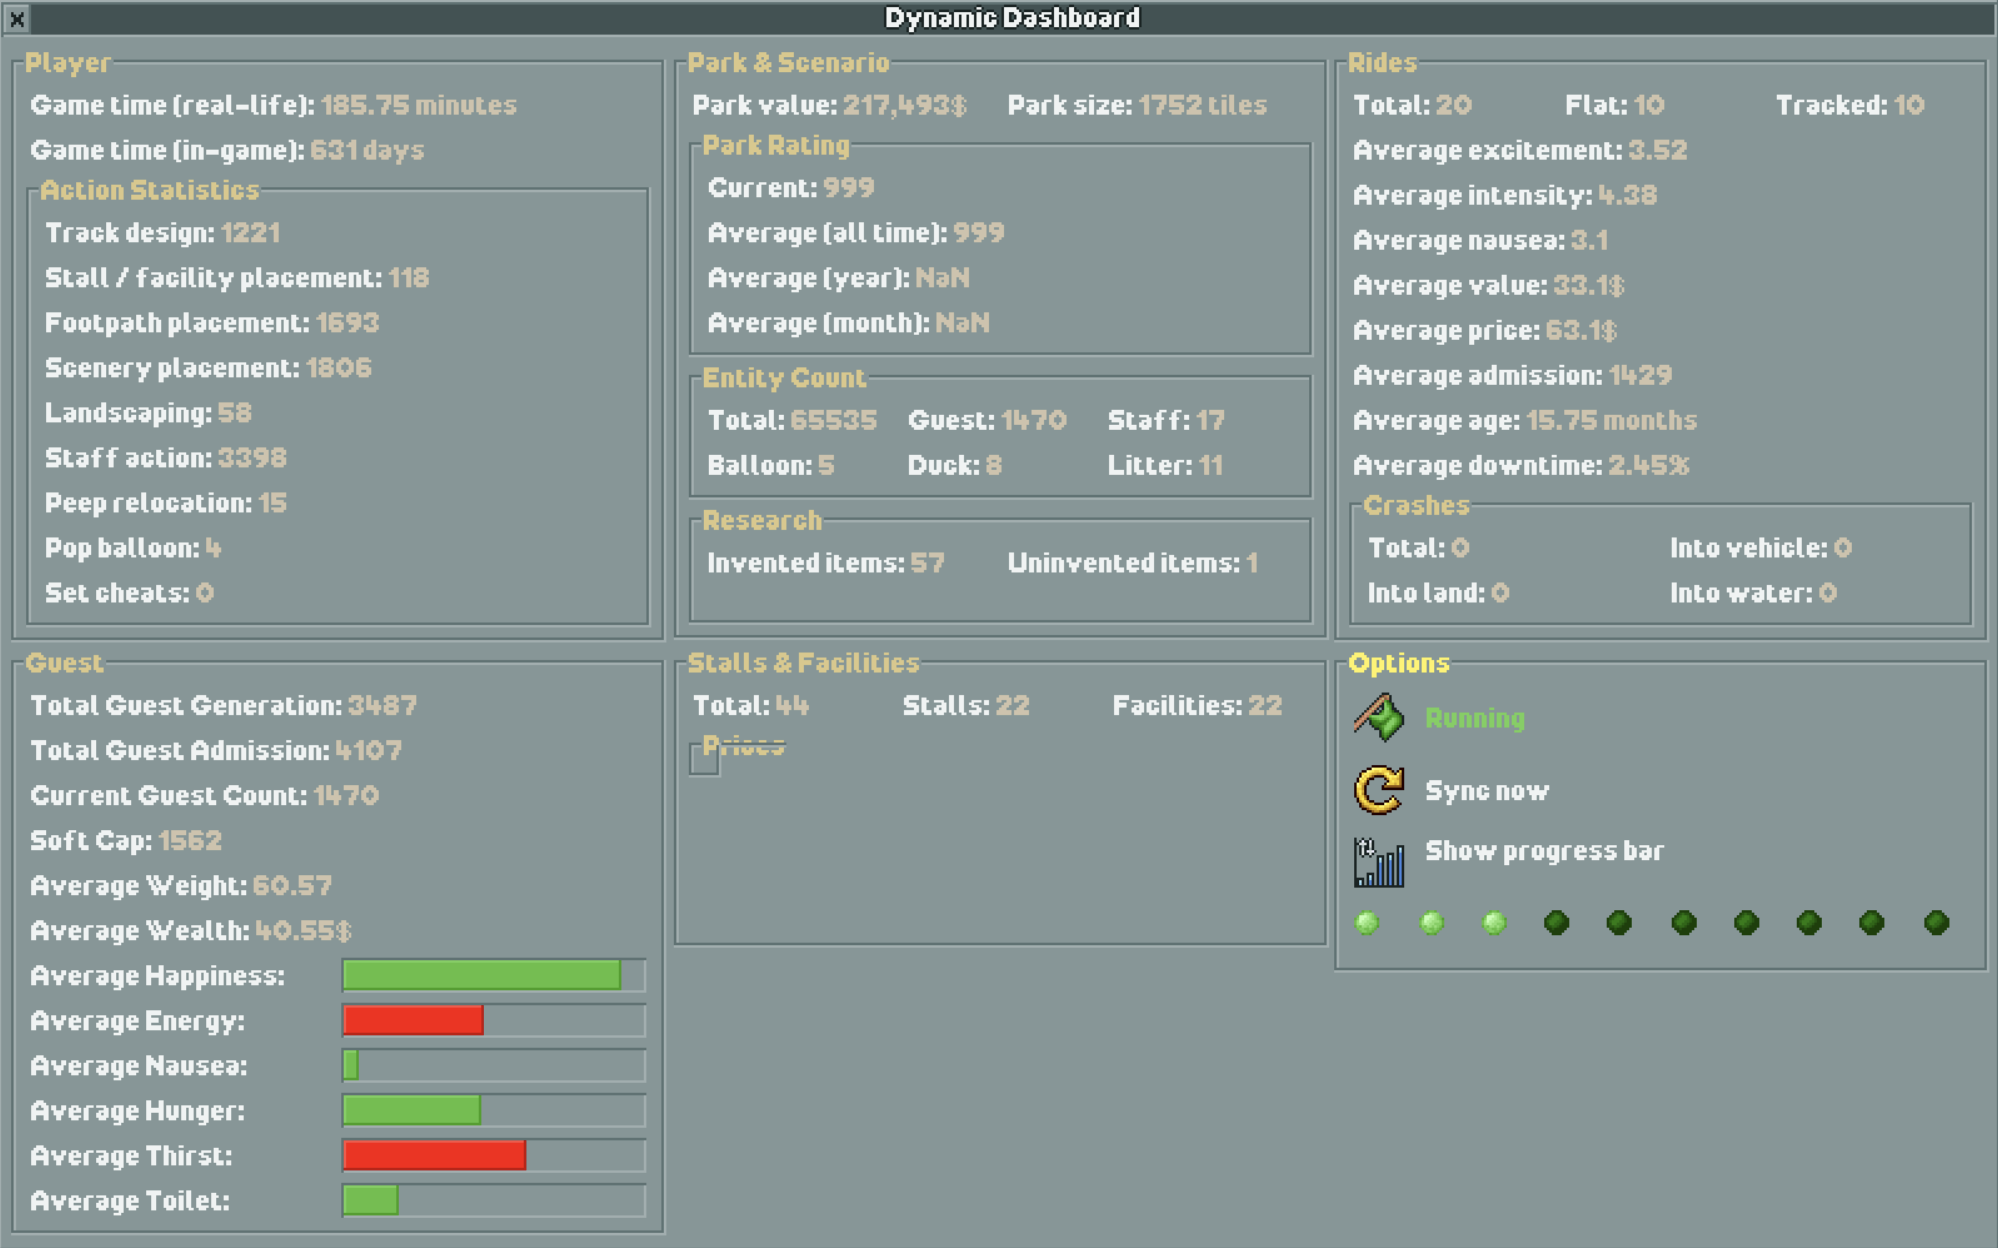 Dynamic Dashboard
Player
Game time (real-life): 185.75 minutes
Game time (in-game): 631 days
Action Statistics
Track design: 1221
Stall / facility placement: 118
Footpath placement: 1693
Scenery placement: 1806
Landscaping: 58
Staff action: 3398
Peep relocation: 15
Pop balloon: 4
Set cheats: 0
Park & Scenario
Park value: 217,493$ Park size: 1752 tiles
Park Rating
Current: 999
Average (all time): 999
Average (year): NaN
Average (month): NaN
Entity Count
Total: 65535 Guest: 1470 Staff: 17
Balloon: 5 Duck: 8 Litter: 11
Research
Invented items: 57 Uninvented items: 1
Rides
Total: 20 Flat: 10 Tracked: 10
Average excitement: 3.52
Average intensity: 4.38
Average nausea: 3.1
Average value: 33.1$
Average price: 63.1$
Average admission: 1429
Average age: 15.75 months
Average downtime: 2.45%
Crashes
Total: 0 Into vehicle: 0
Into land: 0 Into water: 0
Guest
Total Guest Generation: 3487
Total Guest Admission: 4107
Current Guest Count: 1470
Soft Cap: 1562
Average Weight: 60.57
Average Wealth: 40.55$
Average Happiness:
Average Energy:
Average Nausea:
Average Hunger:
Average Thirst:
Average Toilet:
Stalls & Facilities
Total: 44 Stalls: 22 Facilities: 22
Prices
Options
Running
Sync now
Show progress bar